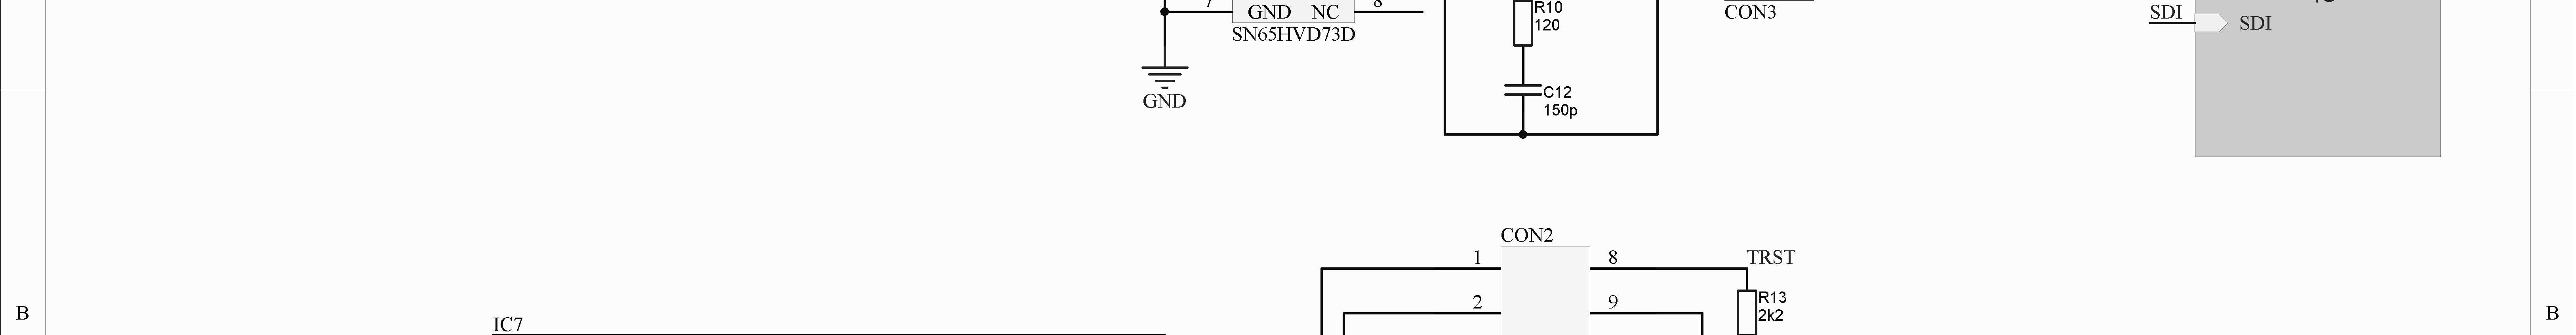 7 GND NC 8
SN65HVD73D
R10
120
CON3
SDI SDI
GND
C12
150p
CON2
1 8 TRST
2 9
R13
2k2
B B
IC7